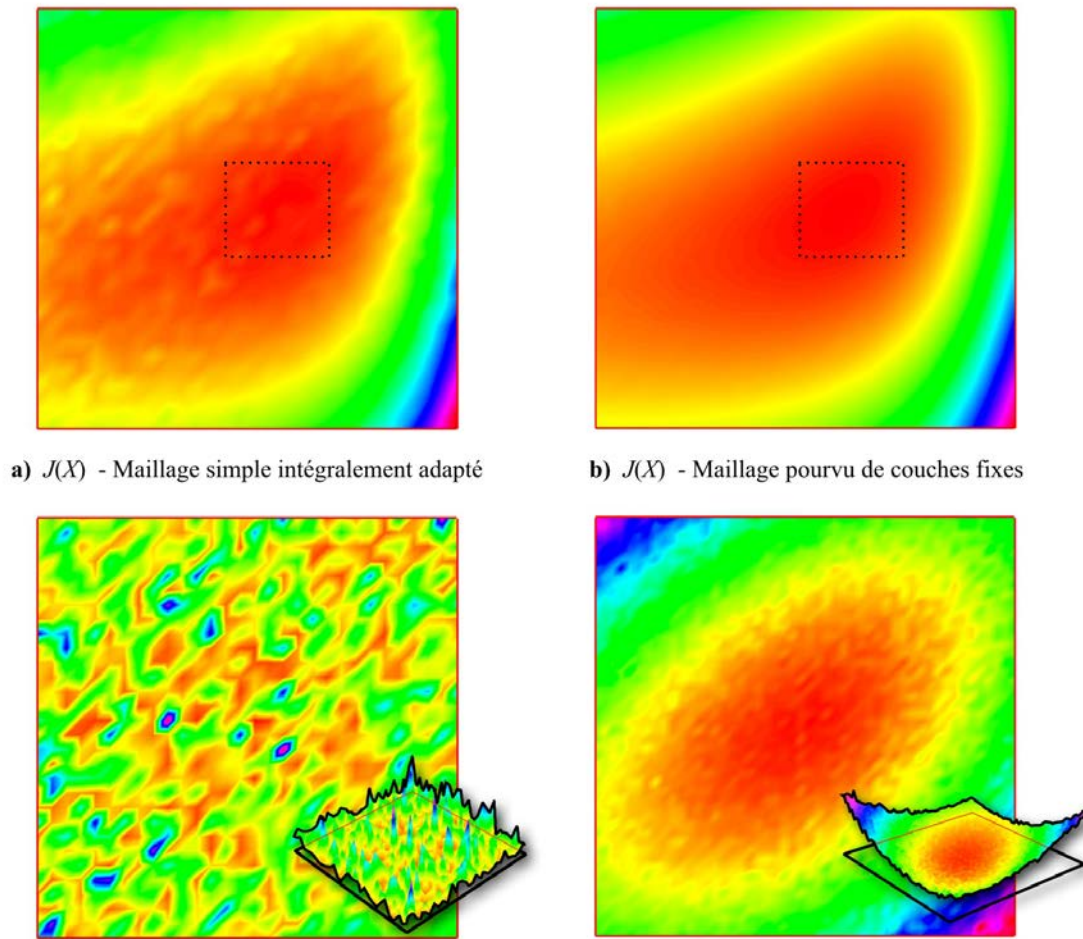 a) J(X) - Maillage simple intégralement adapté
b) J(X) - Maillage pourvu de couches fixes